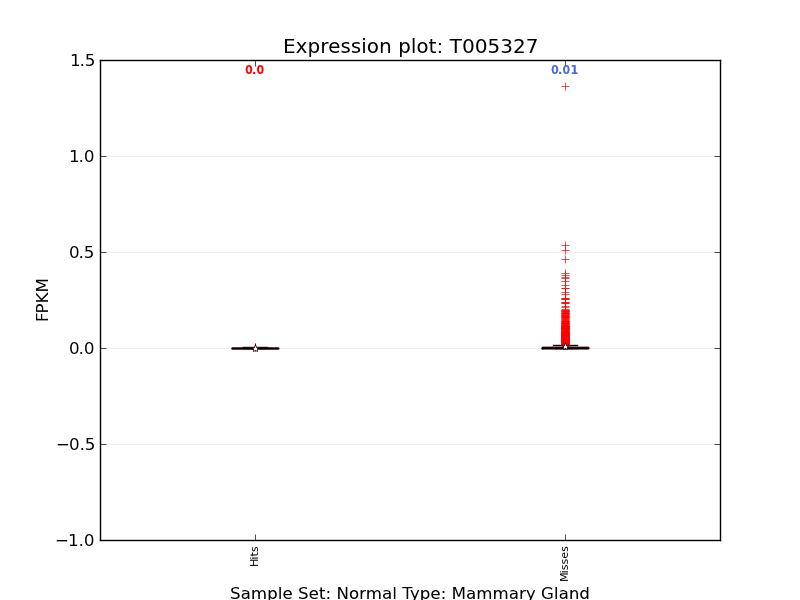 Expression plot: T005327
1.5
0.0
0.01
1.0
0.5
FPKM
0.0
−0.5
−1.0
Hits
Misses
Sample Set: Normal Type: Mammary Gland